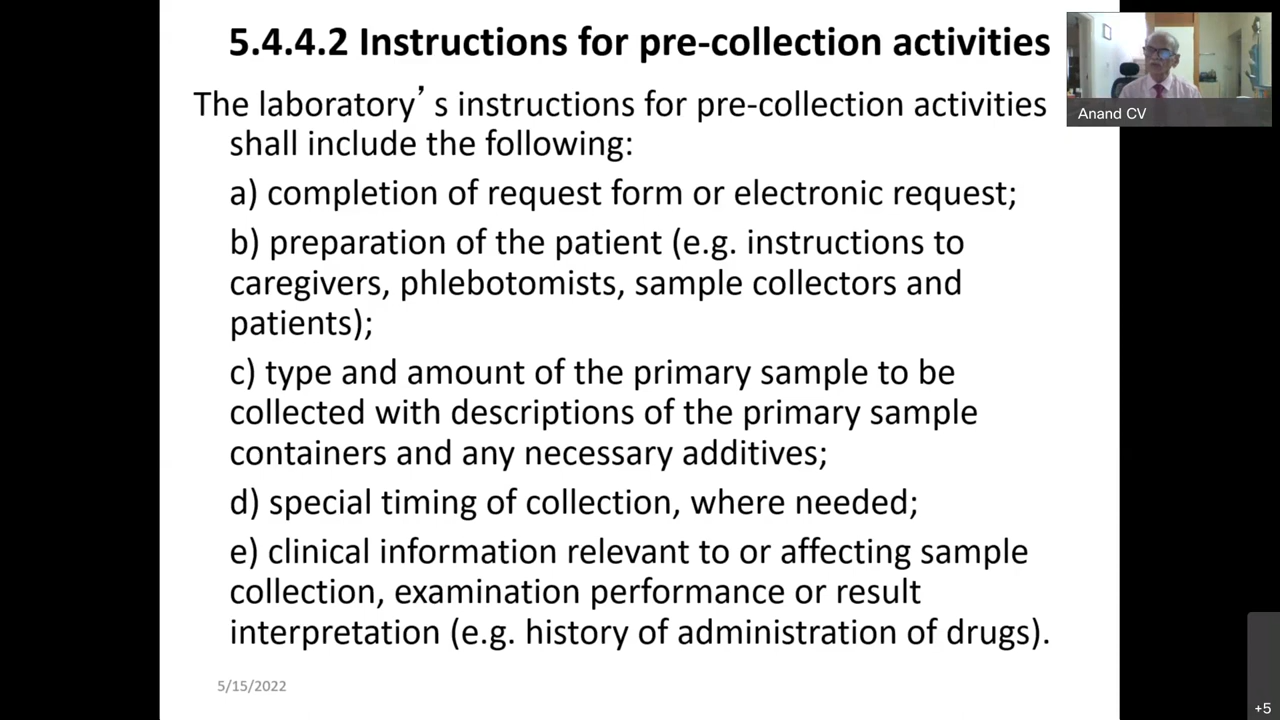 5.4.4.2 Instructions for pre-collection activities
The laboratory’s instructions for pre-collection activities
shall include the following:
a) completion of request form or electronic request;
b) preparation of the patient (e.g. instructions to
caregivers, phlebotomists, sample collectors and
patients);
c) type and amount of the primary sample to be
collected with descriptions of the primary sample
containers and any necessary additives;
d) special timing of collection, where needed;
e) clinical information relevant to or affecting sample
collection, examination performance or result
interpretation (e.g. history of administration of drugs).
5/15/2022
Anand CV
+5